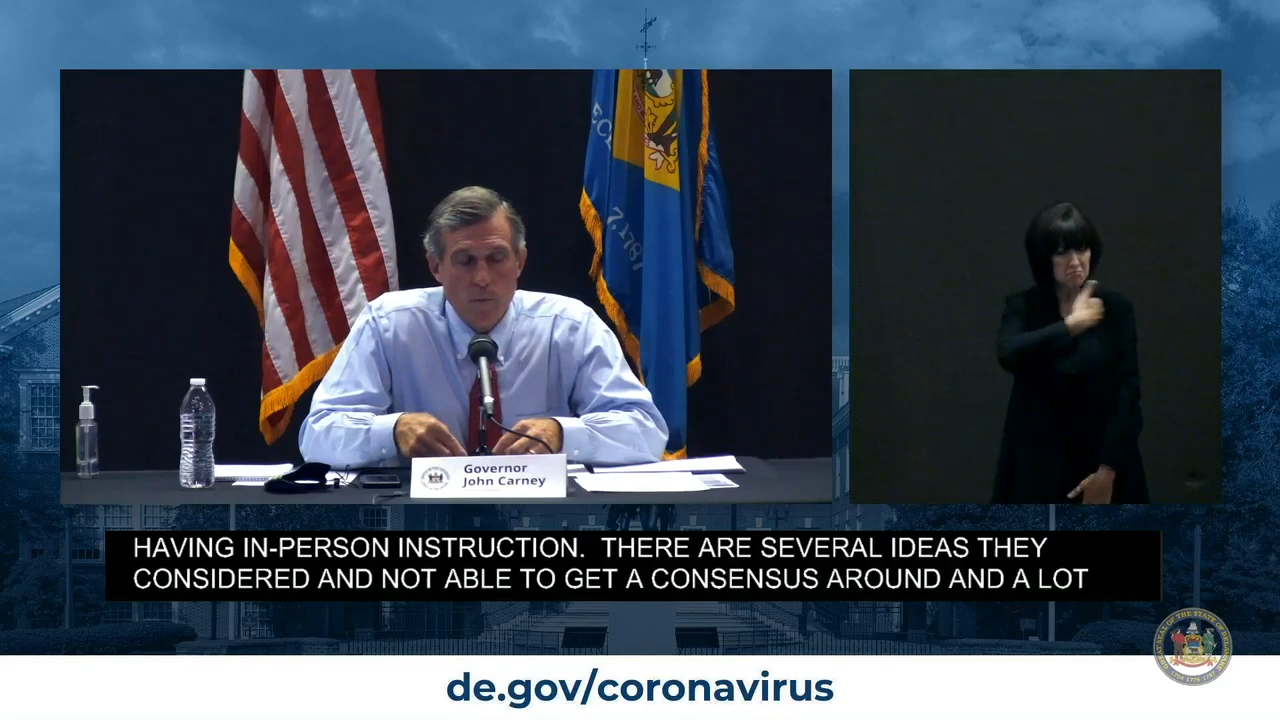 Governor
John Carney
HAVING IN-PERSON INSTRUCTION. THERE ARE SEVERAL IDEAS THEY
CONSIDERED AND NOT ABLE TO GET A CONSENSUS AROUND AND A LOT
de.gov/coronavirus